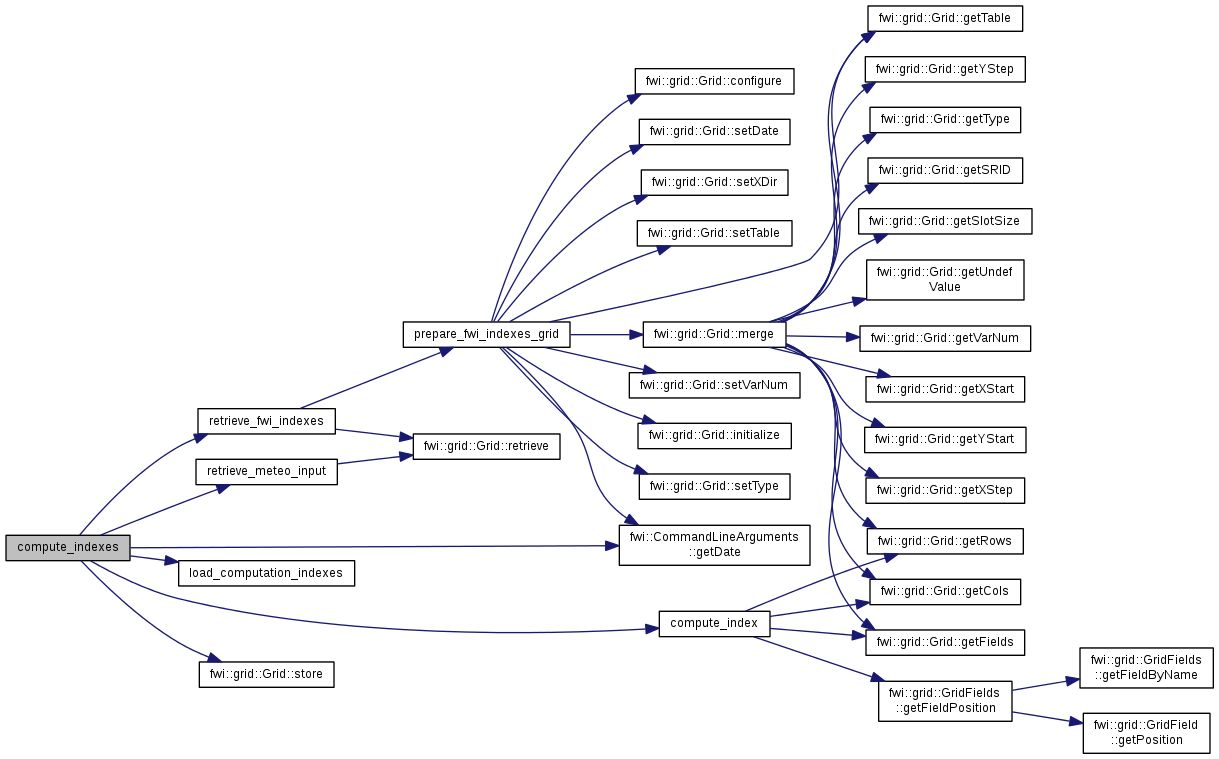 fwi::grid::Grid::getTable
fwi::grid::Grid::getYStep
fwi::grid::Grid::configure
fwi::grid::Grid::getType
fwi::grid::Grid::setDate
fwi::grid::Grid::getSRID
fwi::grid::Grid::setXDir
fwi::grid::Grid::getSlotSize
fwi::grid::Grid::setTable
fwi::grid::Grid::getUndef
Value
prepare_fwi_indexes_grid
fwi::grid::Grid::merge
fwi::grid::Grid::getVarNum
fwi::grid::Grid::setVarNum
fwi::grid::Grid::getXStart
retrieve_fwi_indexes
fwi::grid::Grid::initialize
fwi::grid::Grid::getYStart
fwi::grid::Grid::retrieve
retrieve_meteo_input
fwi::grid::Grid::setType
fwi::grid::Grid::getXStep
compute_indexes
fwi::CommandLineArguments
::getDate
fwi::grid::Grid::getRows
load_computation_indexes
fwi::grid::Grid::getCols
compute_index
fwi::grid::Grid::getFields
fwi::grid::Grid::store
fwi::grid::GridFields
::getFieldByName
fwi::grid::GridFields
::getFieldPosition
fwi::grid::GridField
::getPosition